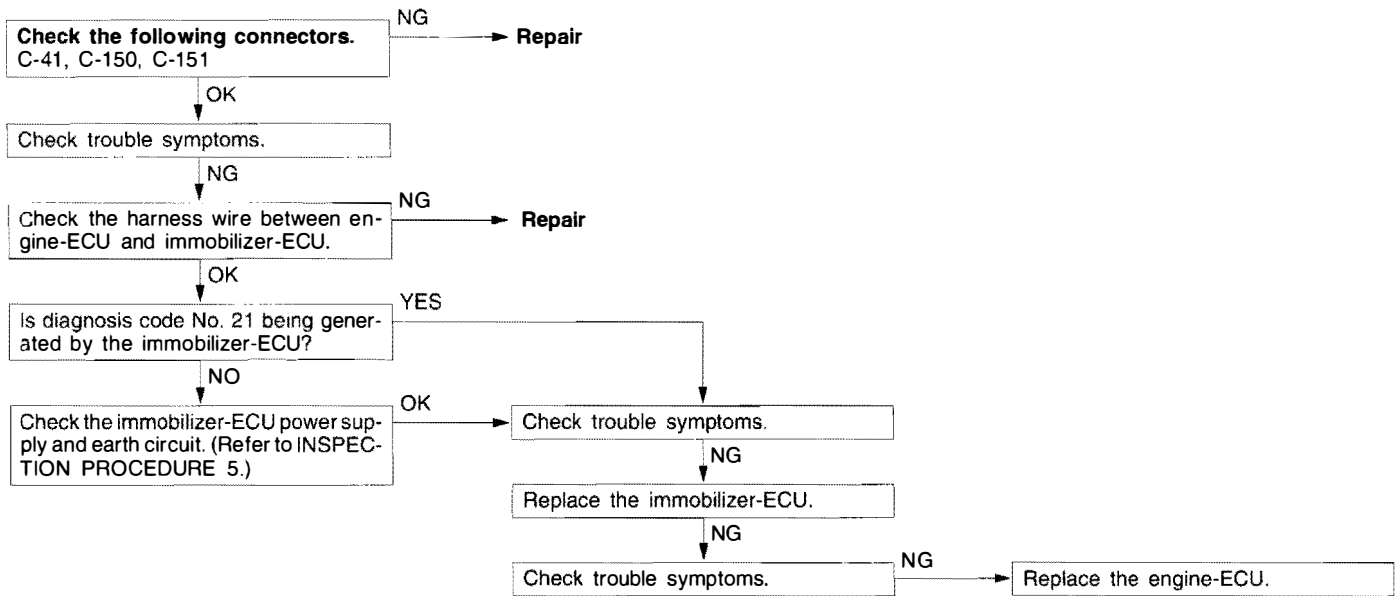 NG
Check the following connectors.
Repair
C-41, C-150, C-151
OK
Check trouble symptoms.
NG
NG
Check the harness wire between en-
gine-ECU and immobilizer-ECU.
Repair
OK
YES
Is diagnosis code No. 21 being gener-
ated by the immobilizer-ECU?
NO
Check the immobilizer-ECU power sup-
ply and earth circuit. (Refer to INSPEC-
TION PROCEDURE 5.)
OK
Check trouble symptoms.
NG
Replace the immobilizer-ECU.
NG
Check trouble symptoms.
NG
Replace the engine-ECU.